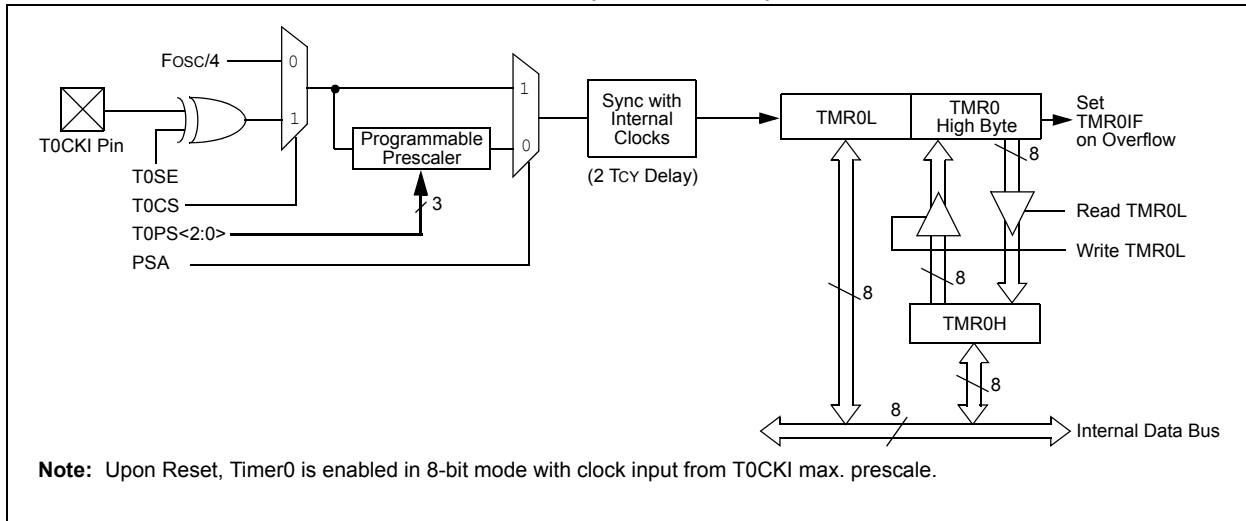 Fosc/4
0
1
T0CKI Pin
T0SE
T0CS
T0PS<2:0>
PSA
Programmable
Prescaler
3
1
0
Sync with
Internal
Clocks
(2 TCY Delay)
TMR0L
TMR0
High Byte
Set
TMR0IF
on Overflow
8
Read TMR0L
Write TMR0L
8
8
TMR0H
8
8
Internal Data Bus
Note: Upon Reset, Timer0 is enabled in 8-bit mode with clock input from T0CKI max. prescale.